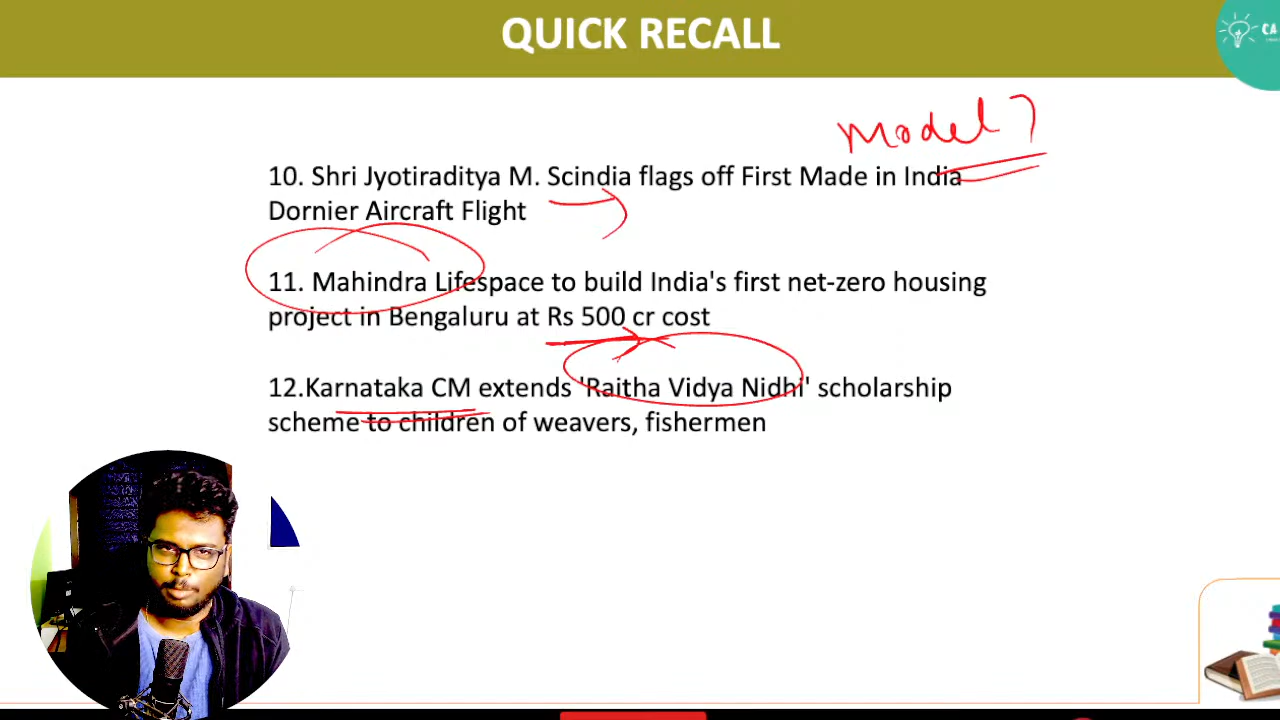 QUICK RECALL
CA
Model ?
10. Shri Jyotiraditya M. Scindia flags off First Made in India
Dornier Aircraft Flight
11. Mahindra Lifespace to build India's first net-zero housing
project in Bengaluru at Rs 500 cr cost
12.Karnataka CM extends 'Raitha Vidya Nidhi' scholarship
scheme to children of weavers, fishermen